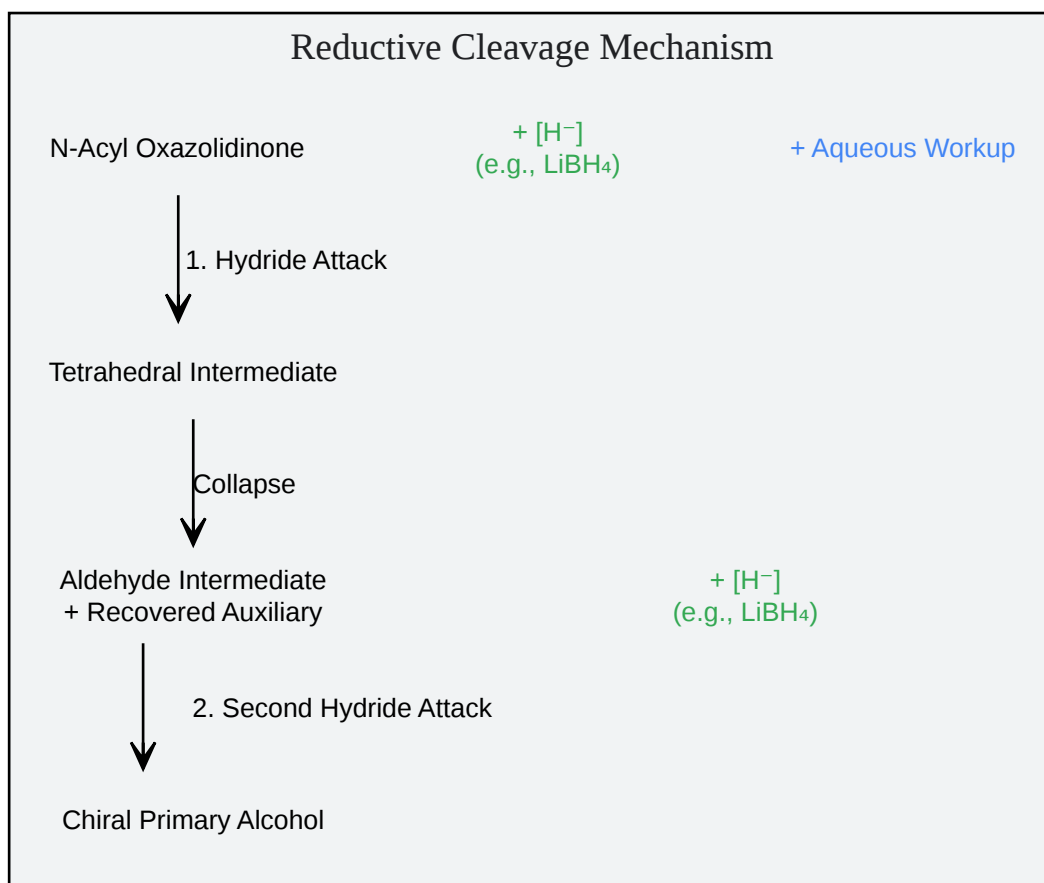 Reductive Cleavage Mechanism
N-Acyl Oxazolidinone
+ [H⁻]
(e.g., LiBH₄)
+ Aqueous Workup
1. Hydride Attack
Tetrahedral Intermediate
Collapse
Aldehyde Intermediate
+ Recovered Auxiliary
+ [H⁻]
(e.g., LiBH₄)
2. Second Hydride Attack
Chiral Primary Alcohol